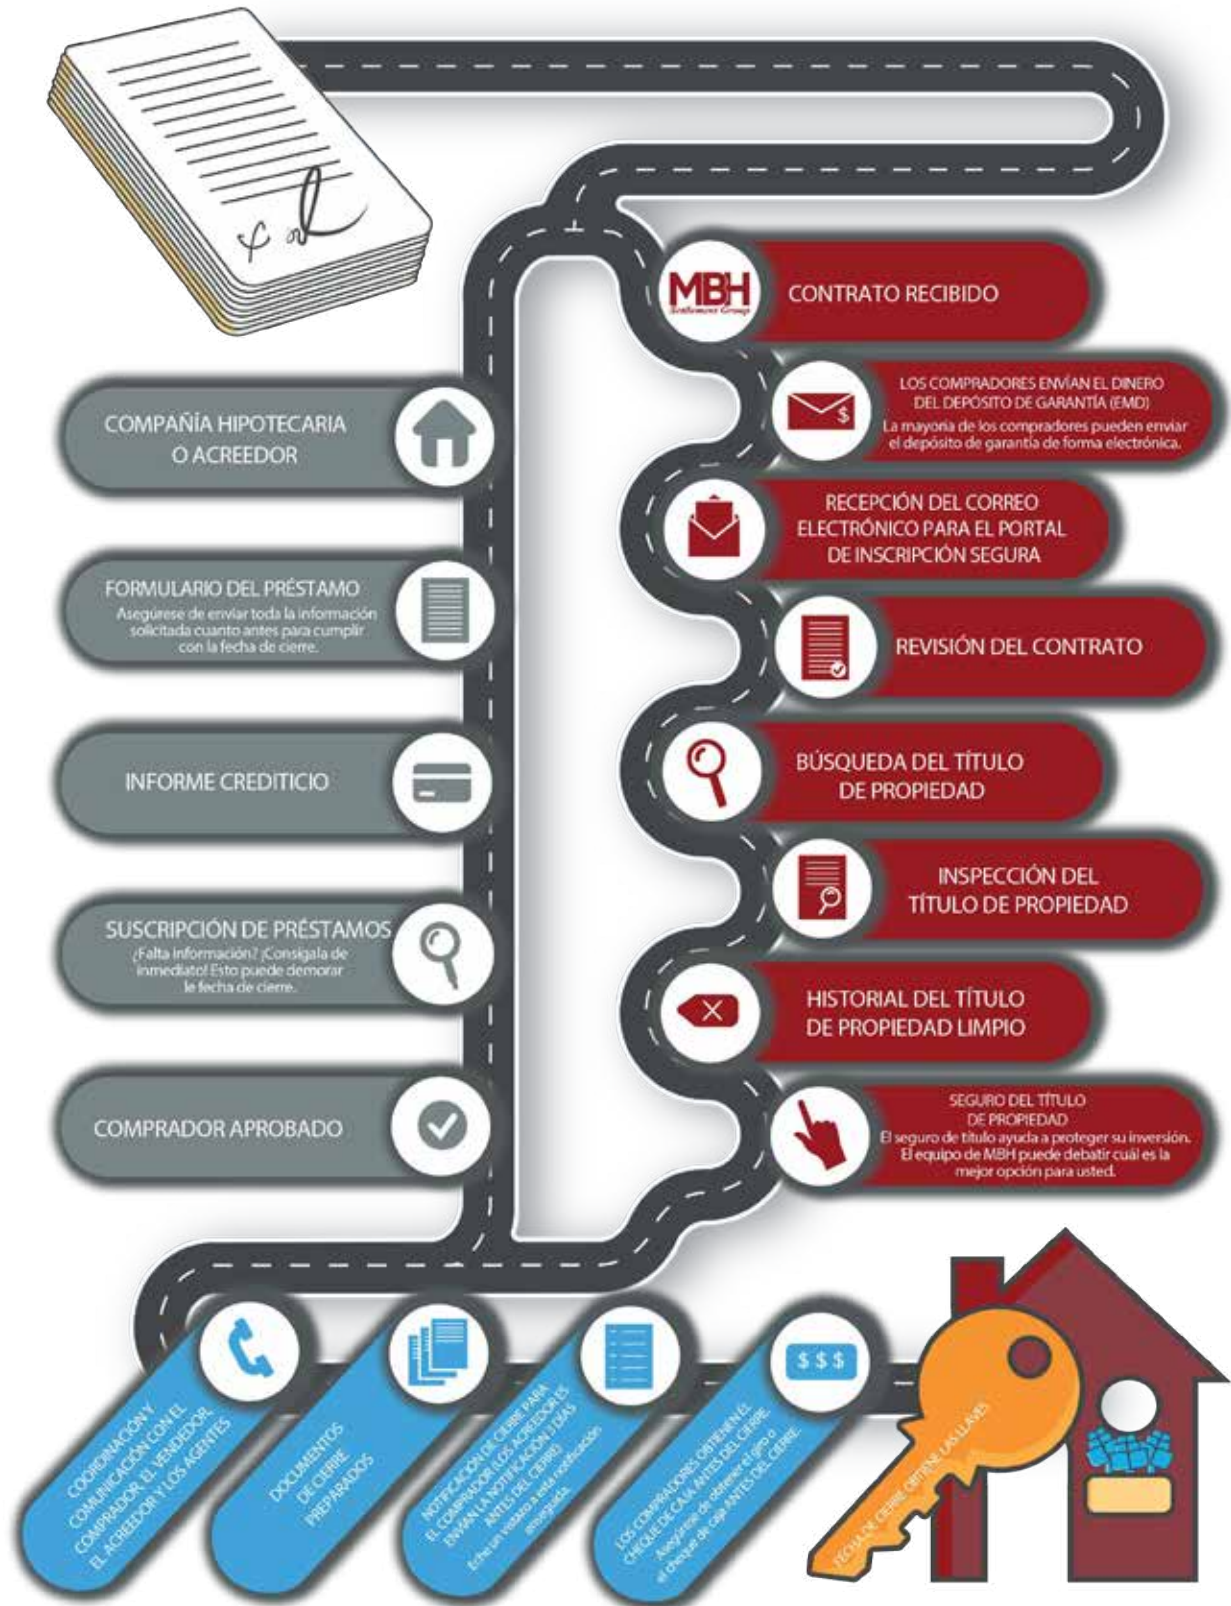 MBH
Settlement Group
CONTRATO RECIBIDO
LOS COMPRADORES ENVÍAN EL DINERO
DEL DEPÓSITO DE GARANTÍA (EMD)
La mayoría de los compradores pueden enviar
el depósito de garantía de forma electrónica.
RECEPCIÓN DEL CORREO
ELECTRÓNICO PARA EL PORTAL
DE INSCRIPCIÓN SEGURA
REVISIÓN DEL CONTRATO
BÚSQUEDA DEL TÍTULO
DE PROPIEDAD
INSPECCIÓN DEL
TÍTULO DE PROPIEDAD
HISTORIAL DEL TÍTULO
DE PROPIEDAD LIMPIO
SEGURO DEL TÍTULO
DE PROPIEDAD
El seguro de título ayuda a proteger su inversión.
El equipo de MBH puede debatir cuál es la
mejor opción para usted.
COMPAÑÍA HIPOTECARIA
O ACREEDOR
FORMULARIO DEL PRÉSTAMO
Asegúrese de enviar toda la información
solicitada cuanto antes para cumplir
con la fecha de cierre.
INFORME CREDITICIO
SUSCRIPCIÓN DE PRÉSTAMOS
¿Falta información? ¡Consígala de
inmediato! Esto puede demorar
le fecha de cierre.
COMPRADOR APROBADO
COORDINACIÓN Y
COMUNICACIÓN CON EL
COMPRADOR, EL VENDEDOR,
EL ACREEDOR Y LOS AGENTES
DOCUMENTOS
DE CIERRE
PREPARADOS
NOTIFICACIÓN DE CIERRE PARA
EL COMPRADOR (LOS ACREEDORES
ENVÍAN LA NOTIFICACIÓN 3 DÍAS
ANTES DEL CIERRE)
Eche un vistazo a esta notificación
enseguida.
$ $ $
LOS COMPRADORES OBTIENEN EL
CHEQUE DE CAJA ANTES DEL CIERRE.
Asegúrese de obtener el giro o
el cheque de caja ANTES DEL CIERRE.
FECHA DE CIERRE OBTIENE LAS LLAVES